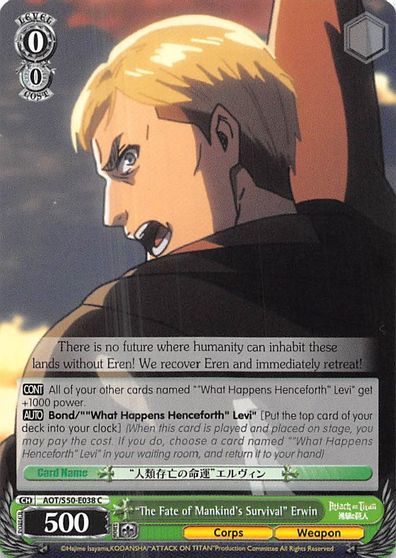 LEVEL
0
0
COST
There is no future where humanity can inhabit these
lands without Eren! We recover Eren and immediately retreat!
CONT All of your other cards named ""What Happens Henceforth" Levi" get
+1000 power.
AUTO Bond/""What Happens Henceforth" Levi" [Put the top card of your
deck into your clock] (When this card is played and placed on stage, you
may pay the cost. If you do, choose a card named ""What Happens
Henceforth" Levi" in your waiting room, and return it to your hand)
Card Name "人類存亡の命運"エルヴィン
CH AOT/S50-E038 C
"The Fate of Mankind's Survival" Erwin
Attack on Titan
進撃の巨人
POWER 500
Corps Weapon
©Hajime Isayama,KODANSHA/"ATTACK ON TITAN"Production Committee.All Rights Reserved.